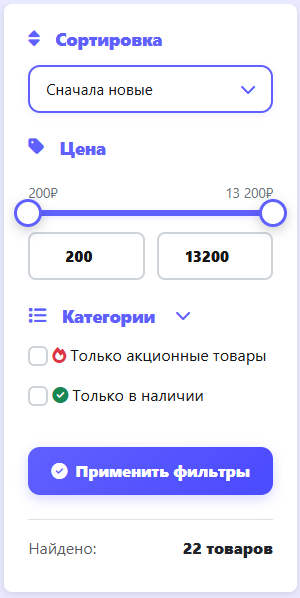 Сортировка
Сначала новые
Цена
200₽ 13 200₽
200 13200
Категории
Только акционные товары
Только в наличии
Применить фильтры
Найдено: 22 товаров